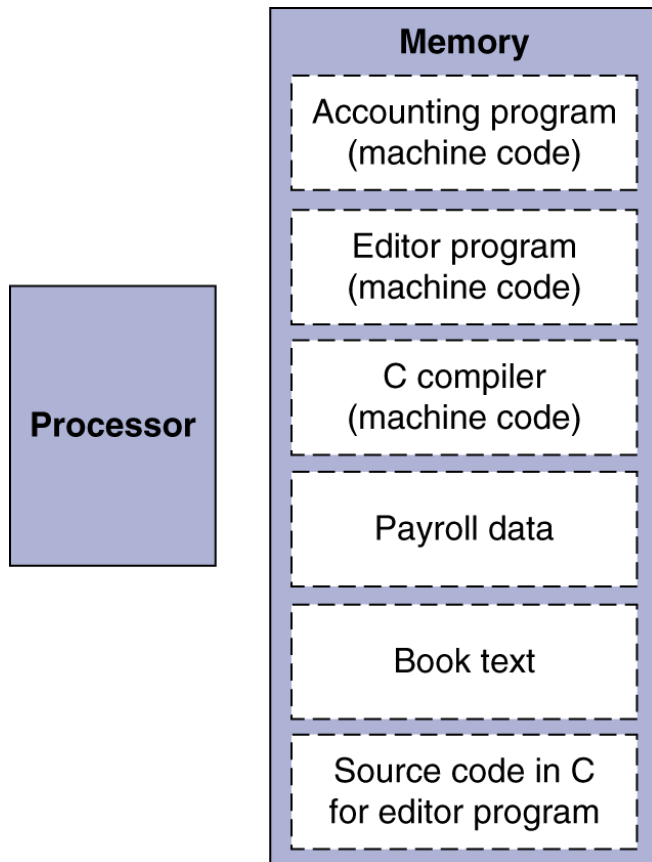 Memory
Accounting program
(machine code)
Editor program
(machine code)
C compiler
(machine code)
Processor
Payroll data
Book text
Source code in C
for editor program